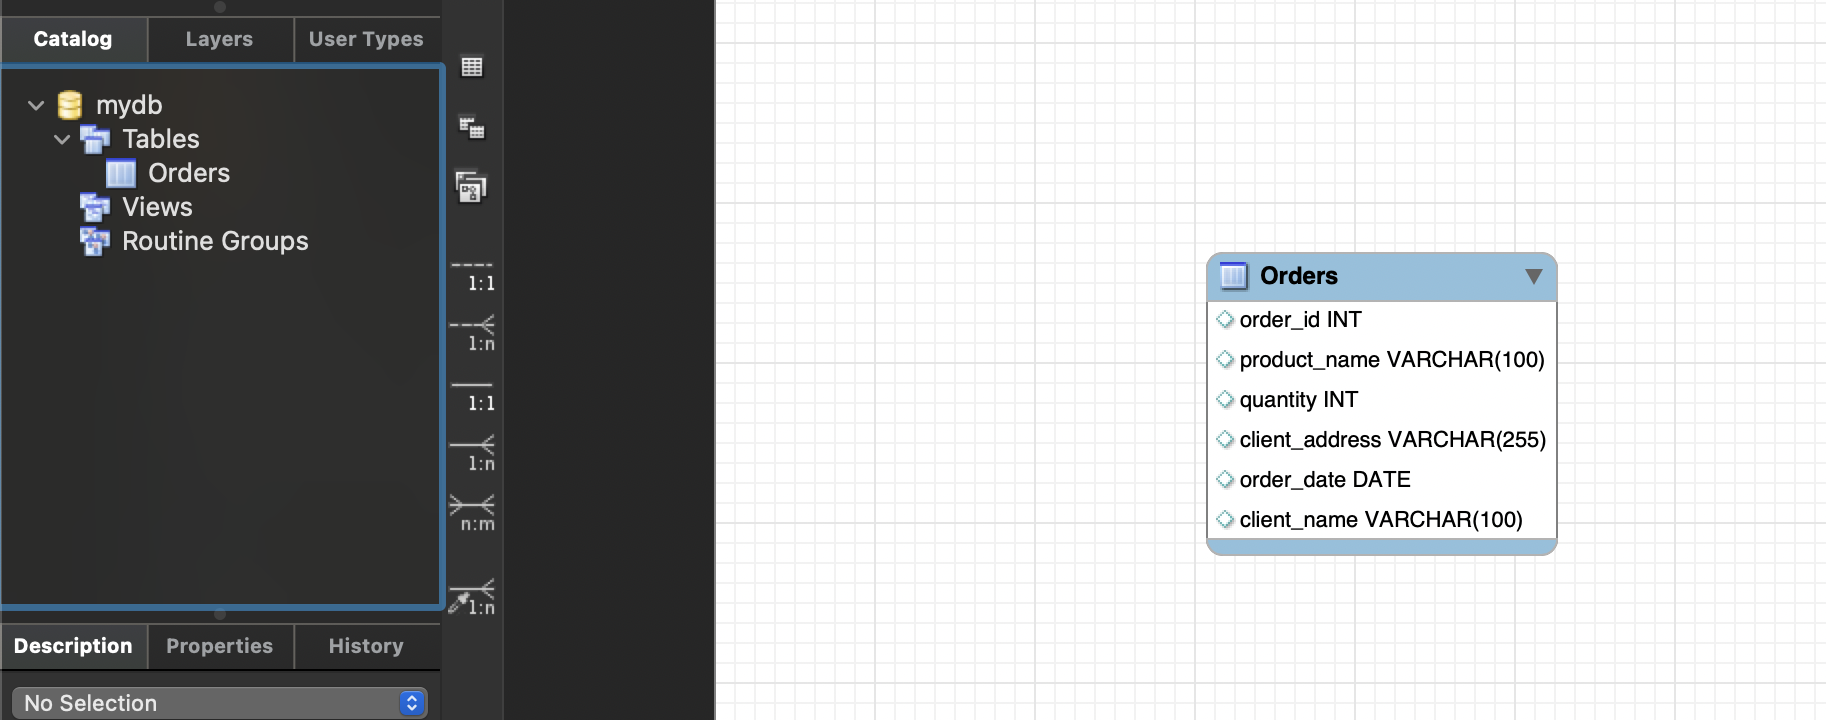 Catalog
Layers
User Types
mydb
Tables
Orders
Views
Routine Groups
Description
Properties
History
No Selection
1:1
1:n
1:1
1:n
n:m
1:n
Orders
order_id INT
product_name VARCHAR(100)
quantity INT
client_address VARCHAR(255)
order_date DATE
client_name VARCHAR(100)